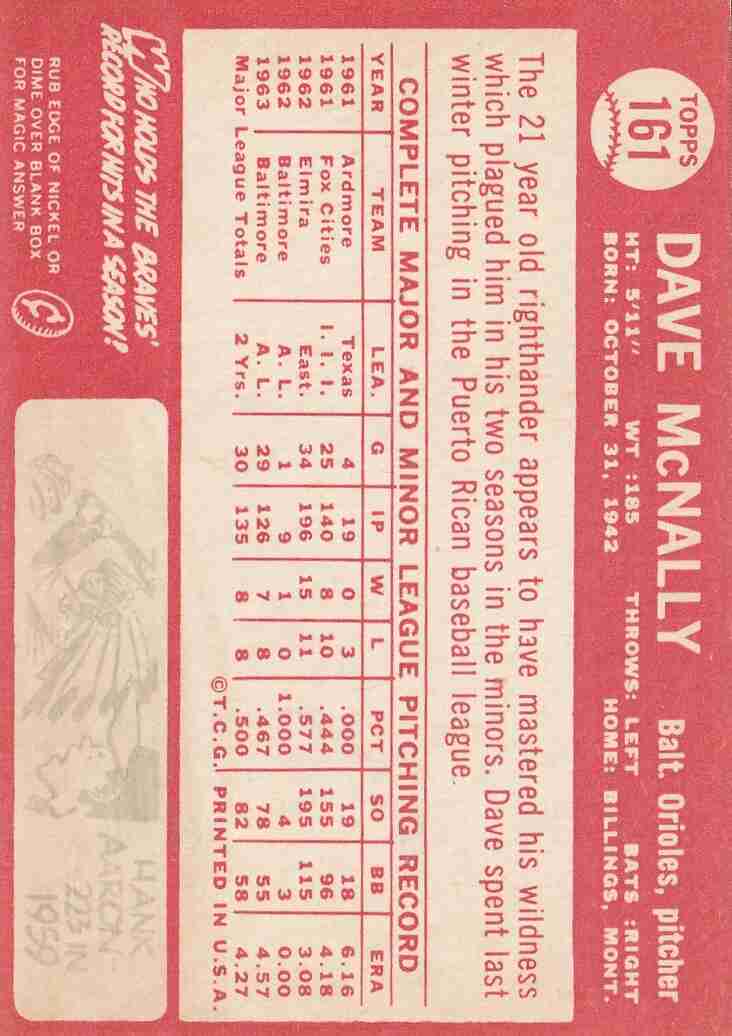 TOPPS
161
DAVE McNALLY Balt. Orioles, pitcher
HT: 5'11" WT :185 THROWS: LEFT BATS :RIGHT
BORN: OCTOBER 31, 1942 HOME: BILLINGS, MONT.
The 21 year old righthander appears to have mastered his wildness
which plagued him in his two seasons in the minors. Dave spent last
winter pitching in the Puerto Rican baseball league.
COMPLETE MAJOR AND MINOR LEAGUE PITCHING RECORD
YEAR TEAM LEA. G IP W L PCT SO BB ERA
1961 Ardmore Texas 4 19 0 3 .000 19 18 6.16
1961 Fox Cities I. I. I. 25 140 8 10 .444 155 96 4.18
1962 Elmira East. 34 196 15 11 .577 195 115 3.08
1962 Baltimore A. L. 1 9 1 0 1.000 4 3 0.00
1963 Baltimore A. L. 29 126 7 8 .467 78 55 4.57
Major League Totals 2 Yrs. 30 135 8 8 .500 82 58 4.27
©T.C.G. PRINTED IN U.S.A.
WHO HOLDS THE BRAVES'
RECORD FOR HITS IN A SEASON?
RUB EDGE OF NICKEL OR
DIME OVER BLANK BOX
FOR MAGIC ANSWER
HANK
AARON-
223 IN
1959